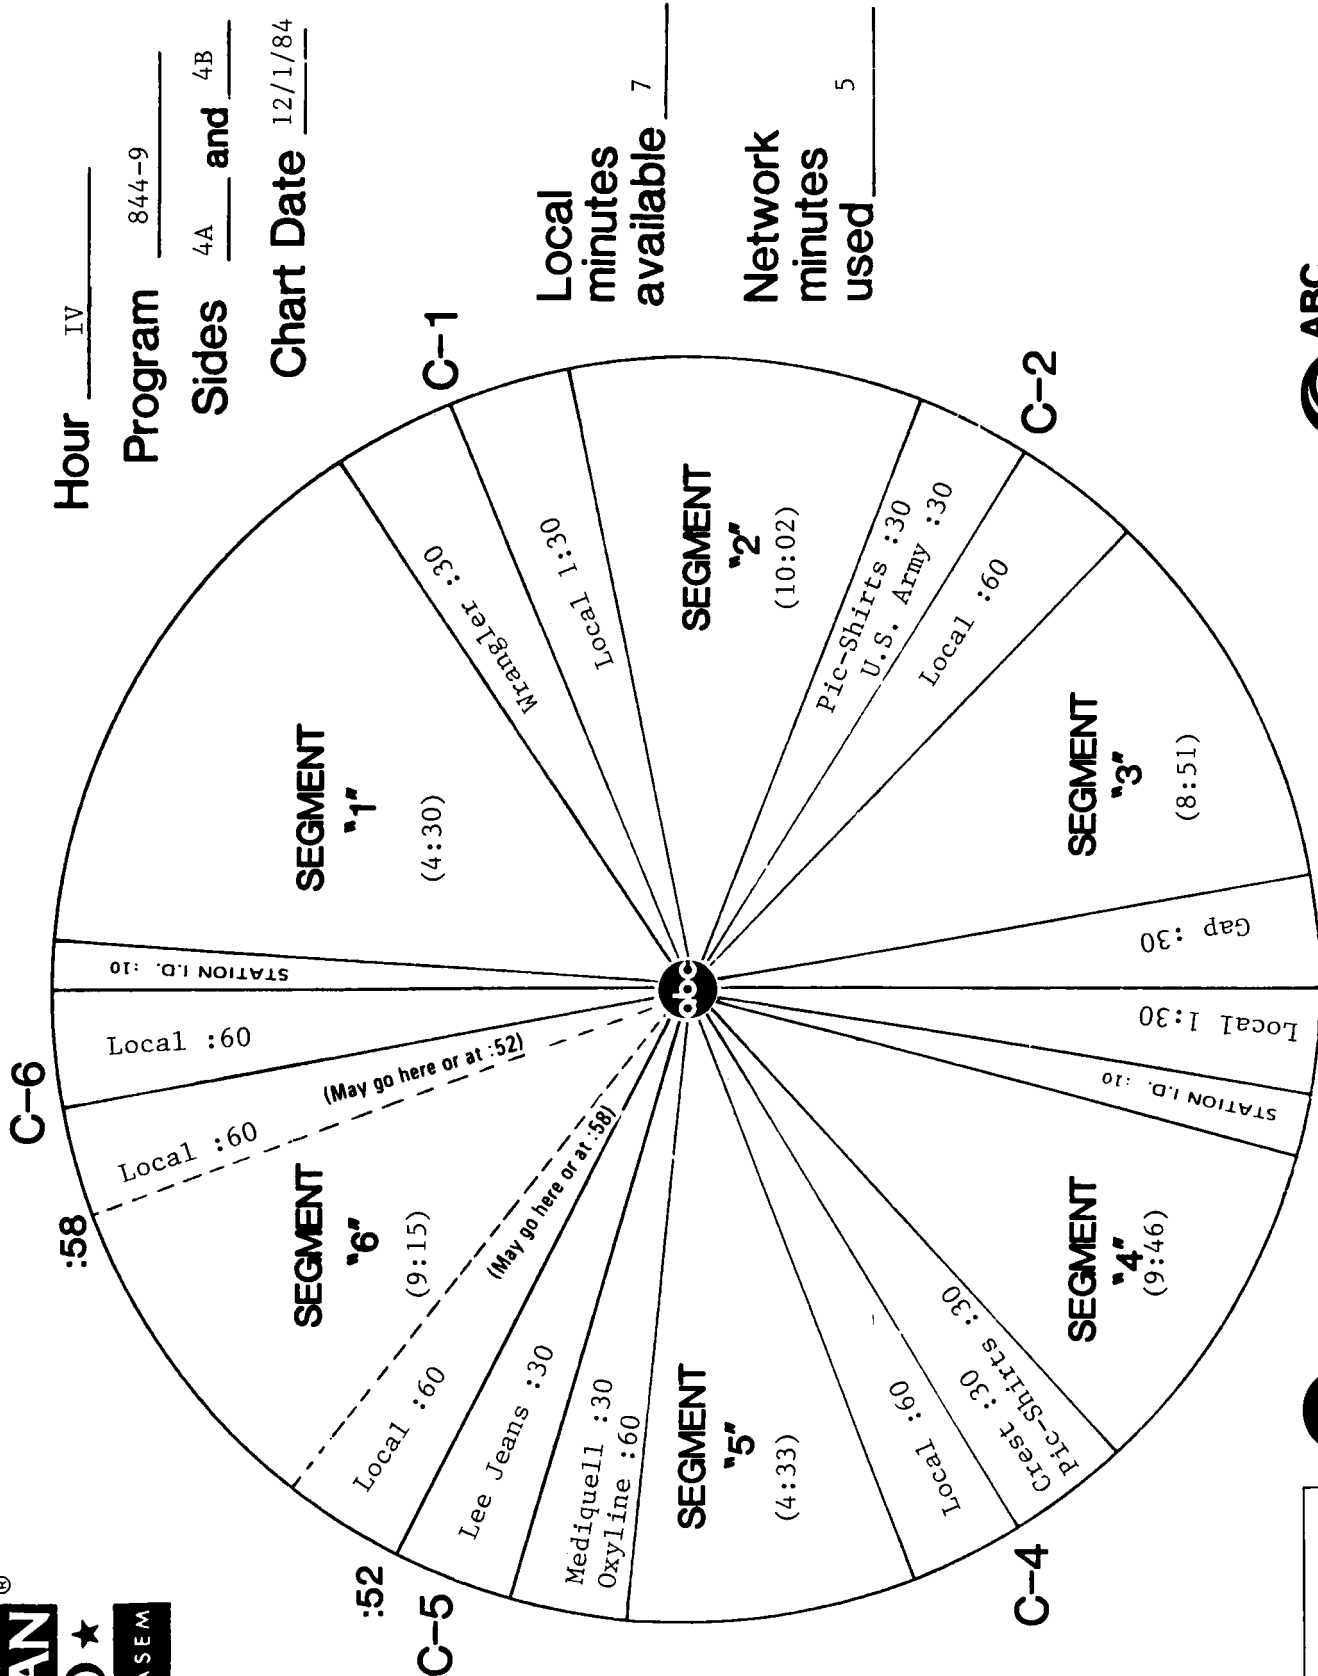 Hour IV
Program 844-9
Sides 4A and 4B
Chart Date 12/1/84
Local
minutes
available 7
Network
minutes
used 5
ABC
AN®
★
ASEM
abc
STATION I.D. :10
SEGMENT
"1"
(4:30)
Wrangler :30
C-1
Local 1:30
SEGMENT
"2"
(10:02)
Pic-Shirts :30
U.S. Army :30
C-2
Local :60
SEGMENT
"3"
(8:51)
Gap :30
Local 1:30
STATION I.D. :10
SEGMENT
"4"
(9:46)
Pic-Shirts :30
Crest :30
C-4
Local :60
SEGMENT
"5"
(4:33)
Mediquell :30
Oxyline :60
C-5
Lee Jeans :30
:52
Local :60
(May go here or at :58)
SEGMENT
"6"
(9:15)
:58
Local :60
(May go here or at :52)
C-6
Local :60